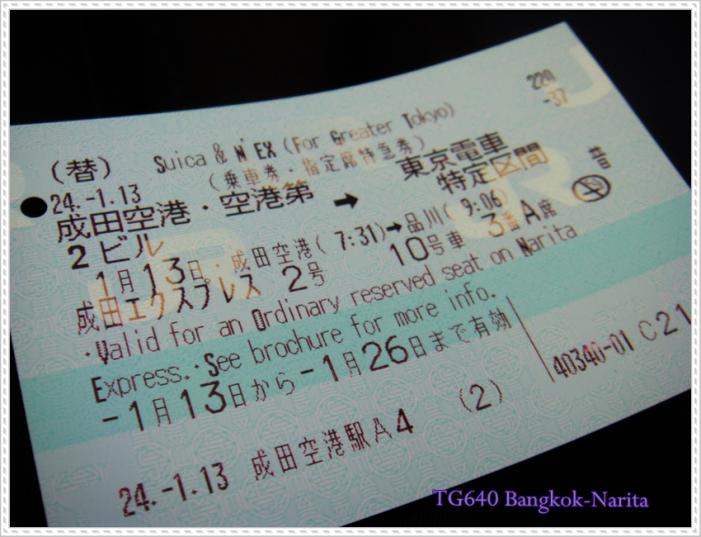 220
-37
Suica & N'EX (For Greater Tokyo)
(替) (乗車券・指定席特急券)
24.-1.13 東京電車
成田空港・空港第 → 特定区間
2ビル
1月13日・成田空港( 7:31)→品川( 9:06)
成田エクスプレス 2号 10号車 3番A席
・Valid for an Ordinary reserved seat on Narita
Express.・See brochure for more info.
-1月13日から-1月26日まで有効
40340-01 C21
(2)
24.-1.13 成田空港駅A4
TG640 Bangkok-Narita